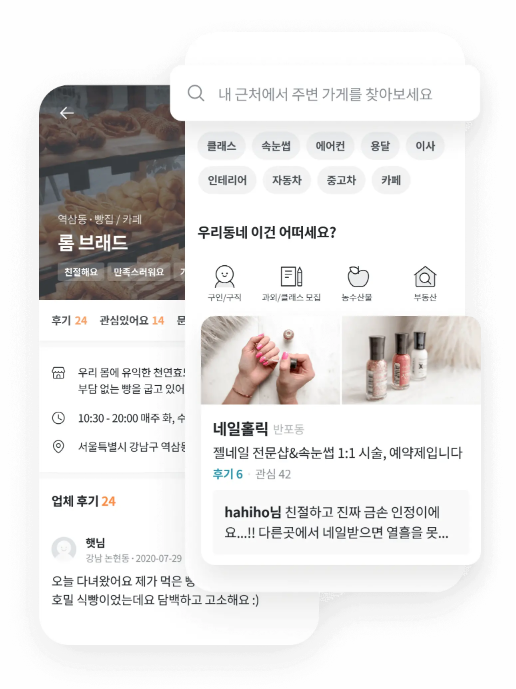 내 근처에서 주변 가게를 찾아보세요
클래스 속눈썹 에어컨 용달 이사
인테리어 자동차 중고차 카페
우리동네 이건 어떠세요?
구인/구직 과외/클래스 모집 농수산물 부동산
네일홀릭 반포동
젤네일 전문샵&속눈썹 1:1 시술, 예약제입니다
후기 6 · 관심 42
hahiho님 친절하고 진짜 금손 인정이에
요...!! 다른곳에서 네일받으면 열흘을 못...
역삼동 · 빵집 / 카페
롬 브래드
친절해요 만족스러워요
후기 24 관심있어요 14 문
우리 몸에 유익한 천연효
부담 없는 빵을 굽고 있어
10:30 - 20:00 매주 화, 수
서울특별시 강남구 역삼동
업체 후기 24
햇님
강남 논현동 · 2020-07-29
오늘 다녀왔어요 제가 먹은 빵
호밀 식빵이었는데요 담백하고 고소해요 :)